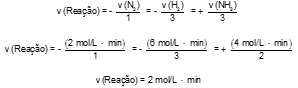 v (Reação) = - v (N₂)/1 = - v (H₂)/3 = + v (NH₃)/3
v (Reação) = - (2 mol/L · min)/1 = - (6 mol/L · min)/3 = + (4 mol/L · min)/2
v (Reação) = 2 mol/L · min